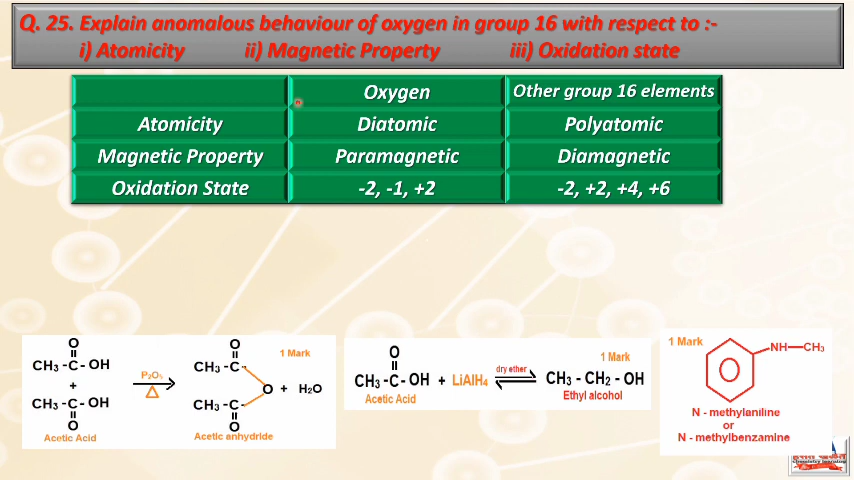 Q. 25. Explain anomalous behaviour of oxygen in group 16 with respect to :-
i) Atomicity ii) Magnetic Property iii) Oxidation state
Oxygen Other group 16 elements
Atomicity Diatomic Polyatomic
Magnetic Property Paramagnetic Diamagnetic
Oxidation State -2, -1, +2 -2, +2, +4, +6
O
CH₃ - C - OH
+
CH₃ - C - OH
O
Acetic Acid
P₂O₅
△
O
CH₃ - C
O + H₂O
CH₃ - C
O
Acetic anhydride
1 Mark
O
CH₃ - C - OH + LiAlH₄
Acetic Acid
dry ether
1 Mark
CH₃ - CH₂ - OH
Ethyl alcohol
1 Mark
NH—CH₃
N - methylaniline
or
N - methylbenzamine